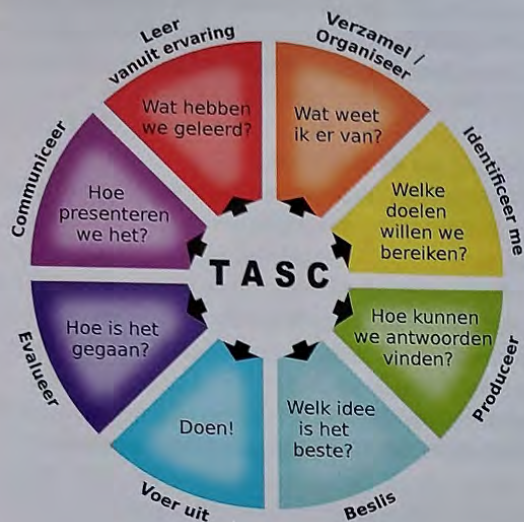 Verzamel /
Organiseer
Wat weet
ik er van?
Identificeer me
Welke
doelen
willen we
bereiken?
Produceer
Hoe kunnen
we antwoorden
vinden?
Beslis
Welk idee
is het
beste?
Voer uit
Doen!
Evalueer
Hoe is het
gegaan?
Communiceer
Hoe
presenteren
we het?
Leer
vanuit ervaring
Wat hebben
we geleerd?
TASC